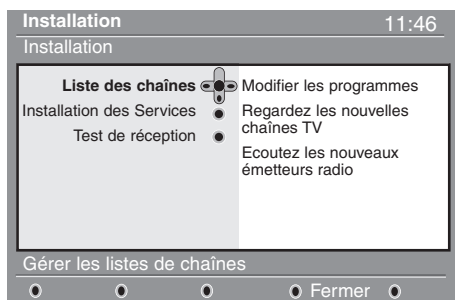 Installation 11:46
Installation
Liste des chaînes
Installation des Services
Test de réception
Modifier les programmes
Regardez les nouvelles
chaînes TV
Ecoutez les nouveaux
émetteurs radio
Gérer les listes de chaînes
Fermer